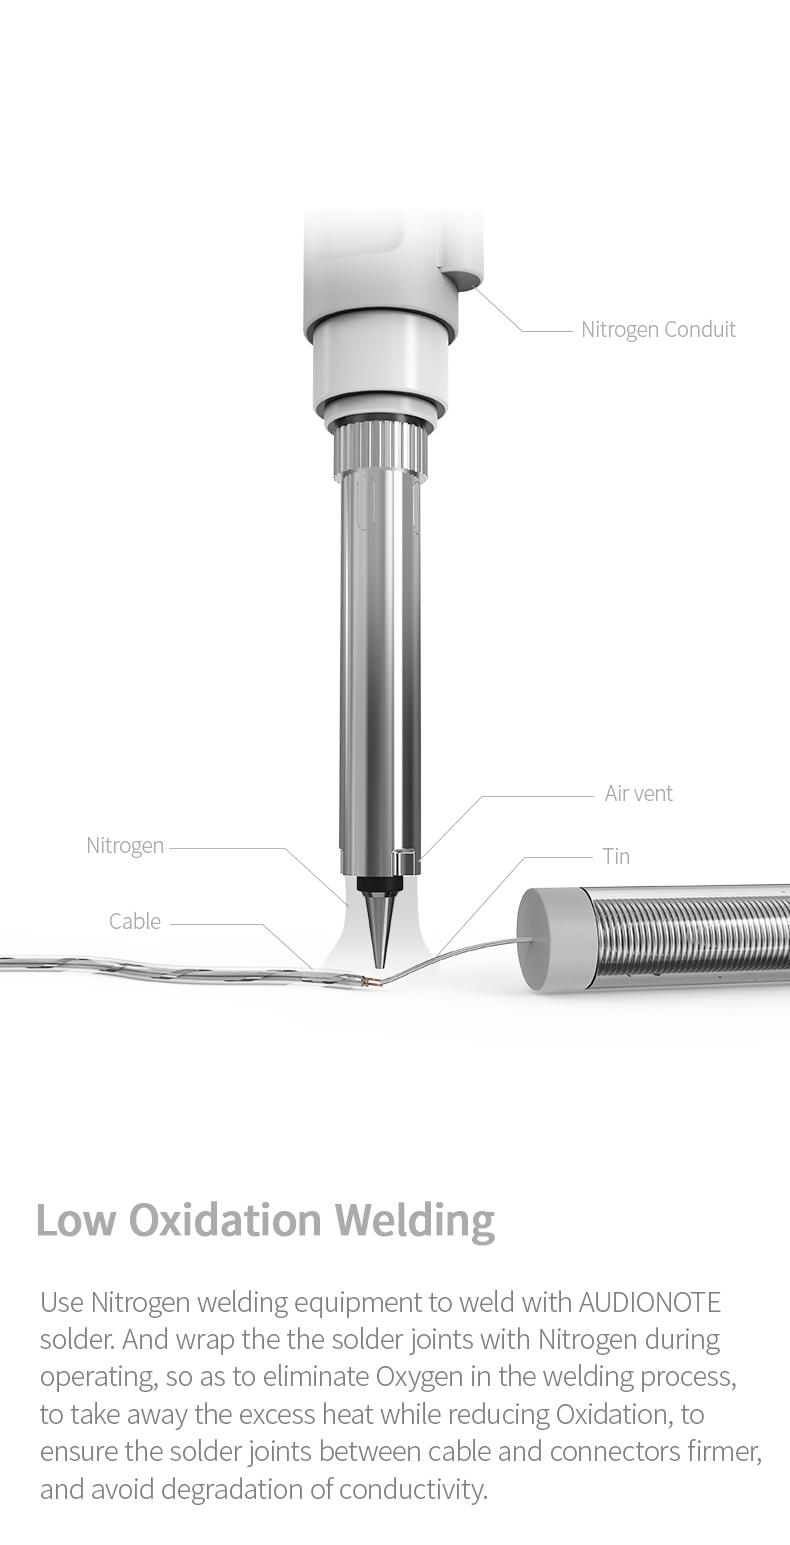 Nitrogen Conduit
Air vent
Nitrogen
Tin
Cable
Low Oxidation Welding
Use Nitrogen welding equipment to weld with AUDIONOTE
solder. And wrap the the solder joints with Nitrogen during
operating, so as to eliminate Oxygen in the welding process,
to take away the excess heat while reducing Oxidation, to
ensure the solder joints between cable and connectors firmer,
and avoid degradation of conductivity.